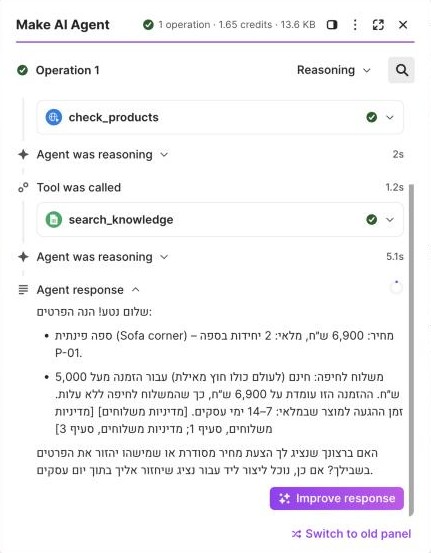 Make AI Agent
1 operation · 1.65 credits · 13.6 KB
Operation 1
Reasoning
check_products
Agent was reasoning
2s
Tool was called
1.2s
search_knowledge
Agent was reasoning
5.1s
Agent response
שלום נטע! הנה הפרטים:
• ספה פינתית (Sofa corner) – מחיר: 6,900 ש"ח, מלאי: 2 יחידות בספה
P-01.
• משלוח לחיפה: חינם (לעולם כולו חוץ מאילת) עבור הזמנה מעל 5,000
ש"ח. ההזמנה הזו עומדת על 6,900 ש"ח, כך שהמשלוח לחיפה ללא עלות.
זמן ההגעה למוצר שבמלאי: 7–14 ימי עסקים. [מדיניות משלוחים] [מדיניות
משלוחים, סעיף 1; מדיניות משלוחים, סעיף 3]
האם ברצונך שנציג לך הצעת מחיר מסודרת או שמישהו יהזור את הפרטים
בשבילך? אם כן, נוכל ליצור ליד עבור נציג שיחזור אליך בתוך יום עסקים.
Improve response
Switch to old panel